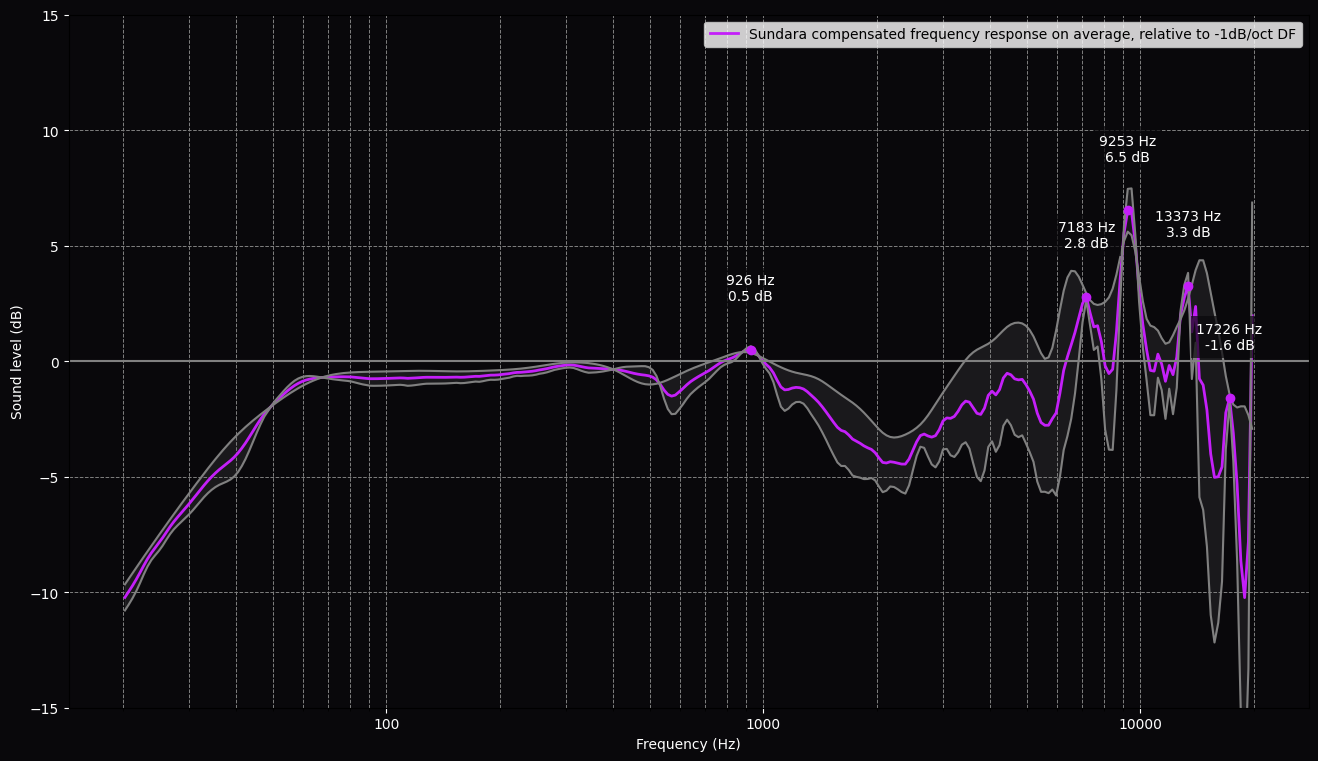 15
Sundara compensated frequency response on average, relative to -1dB/oct DF
10
9253 Hz
6.5 dB
13373 Hz
3.3 dB
7183 Hz
2.8 dB
5
926 Hz
0.5 dB
17226 Hz
-1.6 dB
0
Sound level (dB)
−5
−10
−15
100
1000
10000
Frequency (Hz)